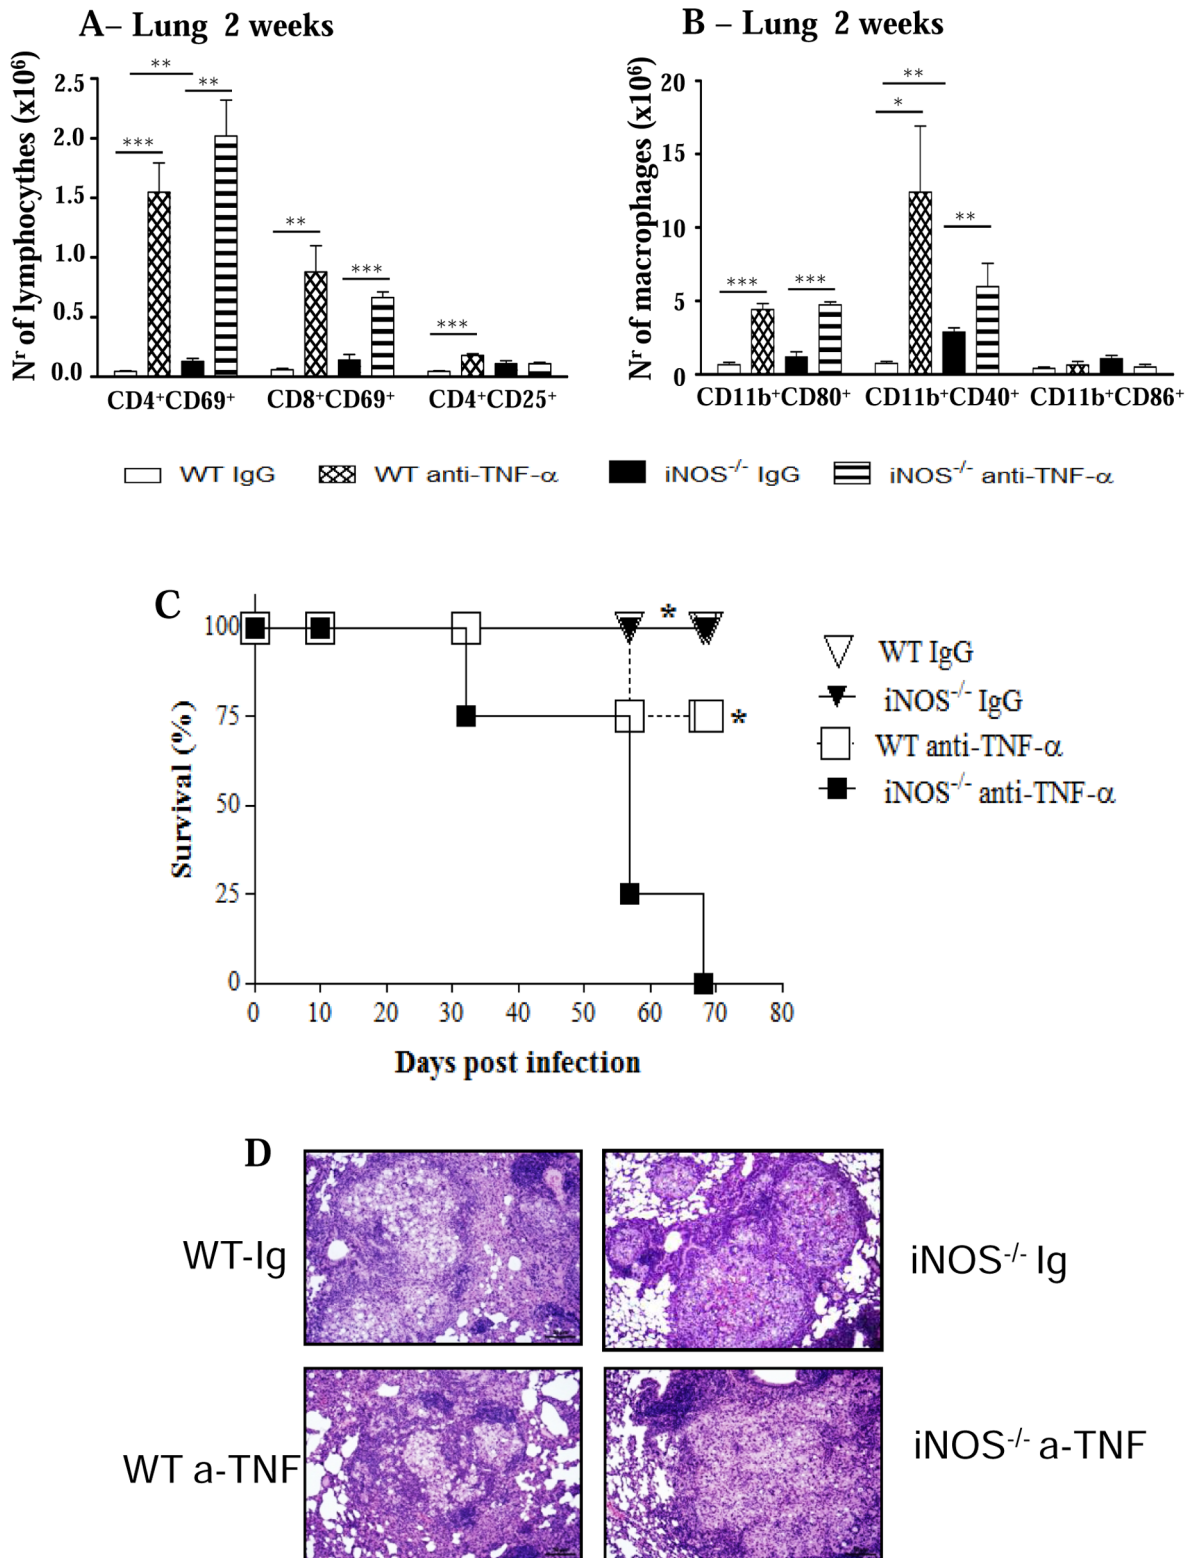 A– Lung 2 weeks
Nʳ of lymphocythes (x10⁶)
2.5
2.0
1.5
1.0
0.5
0.0
** **
***
** ***
***
CD4⁺CD69⁺ CD8⁺CD69⁺ CD4⁺CD25⁺
B – Lung 2 weeks
Nʳ of macrophages (x10⁶)
20
15
10
5
0
**
*
**
*** ***
CD11b⁺CD80⁺ CD11b⁺CD40⁺ CD11b⁺CD86⁺
WT IgG WT anti-TNF-α iNOS⁻/⁻ IgG iNOS⁻/⁻ anti-TNF-α
C
Survival (%)
100
75
50
25
0
*
*
0 10 20 30 40 50 60 70 80
Days post infection
WT IgG
iNOS⁻/⁻ IgG
WT anti-TNF-α
iNOS⁻/⁻ anti-TNF-α
D
WT-Ig
iNOS⁻/⁻ Ig
WT a-TNF
iNOS⁻/⁻ a-TNF